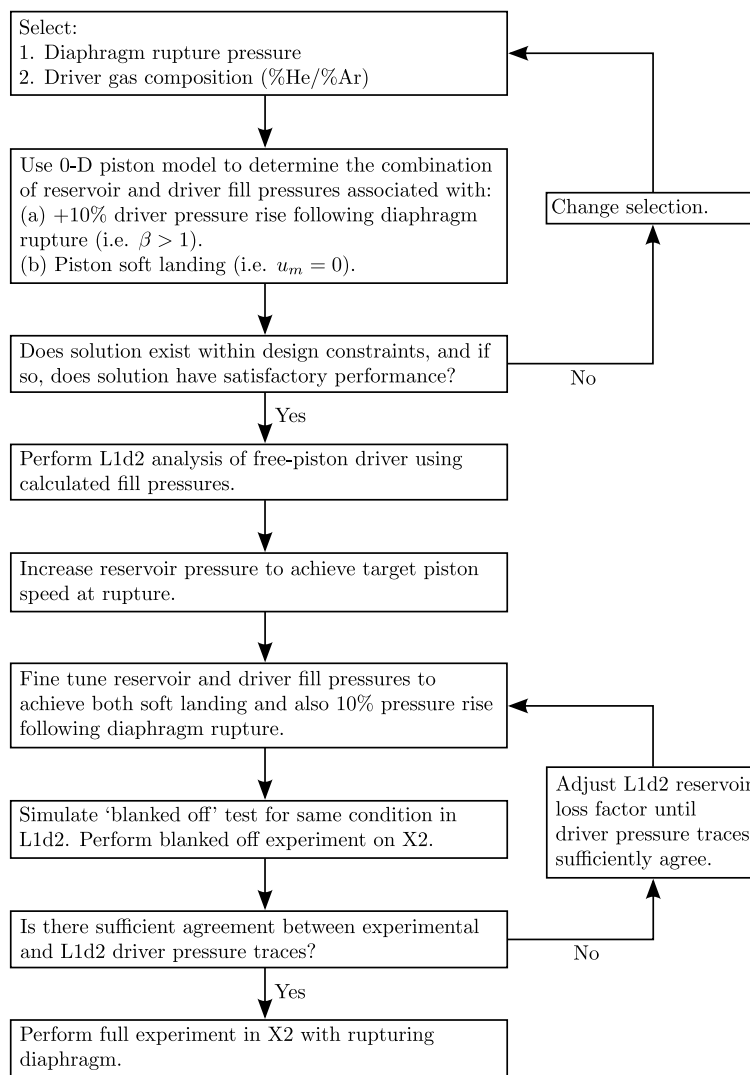 Select:
1. Diaphragm rupture pressure
2. Driver gas composition (%He/%Ar)
Use 0-D piston model to determine the combination
of reservoir and driver fill pressures associated with:
(a) +10% driver pressure rise following diaphragm
rupture (i.e. β > 1).
(b) Piston soft landing (i.e. uₘ = 0).
Change selection.
Does solution exist within design constraints, and if
so, does solution have satisfactory performance?
No
Yes
Perform L1d2 analysis of free-piston driver using
calculated fill pressures.
Increase reservoir pressure to achieve target piston
speed at rupture.
Fine tune reservoir and driver fill pressures to
achieve both soft landing and also 10% pressure rise
following diaphragm rupture.
Adjust L1d2 reservoir
loss factor until
driver pressure traces
sufficiently agree.
Simulate ‘blanked off’ test for same condition in
L1d2. Perform blanked off experiment on X2.
Is there sufficient agreement between experimental
and L1d2 driver pressure traces?
No
Yes
Perform full experiment in X2 with rupturing
diaphragm.